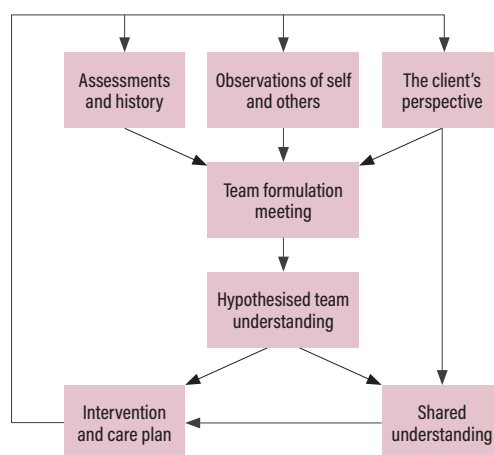 Assessments
and history
Observations of self
and others
The client's
perspective
Team formulation
meeting
Hypothesised team
understanding
Intervention
and care plan
Shared
understanding